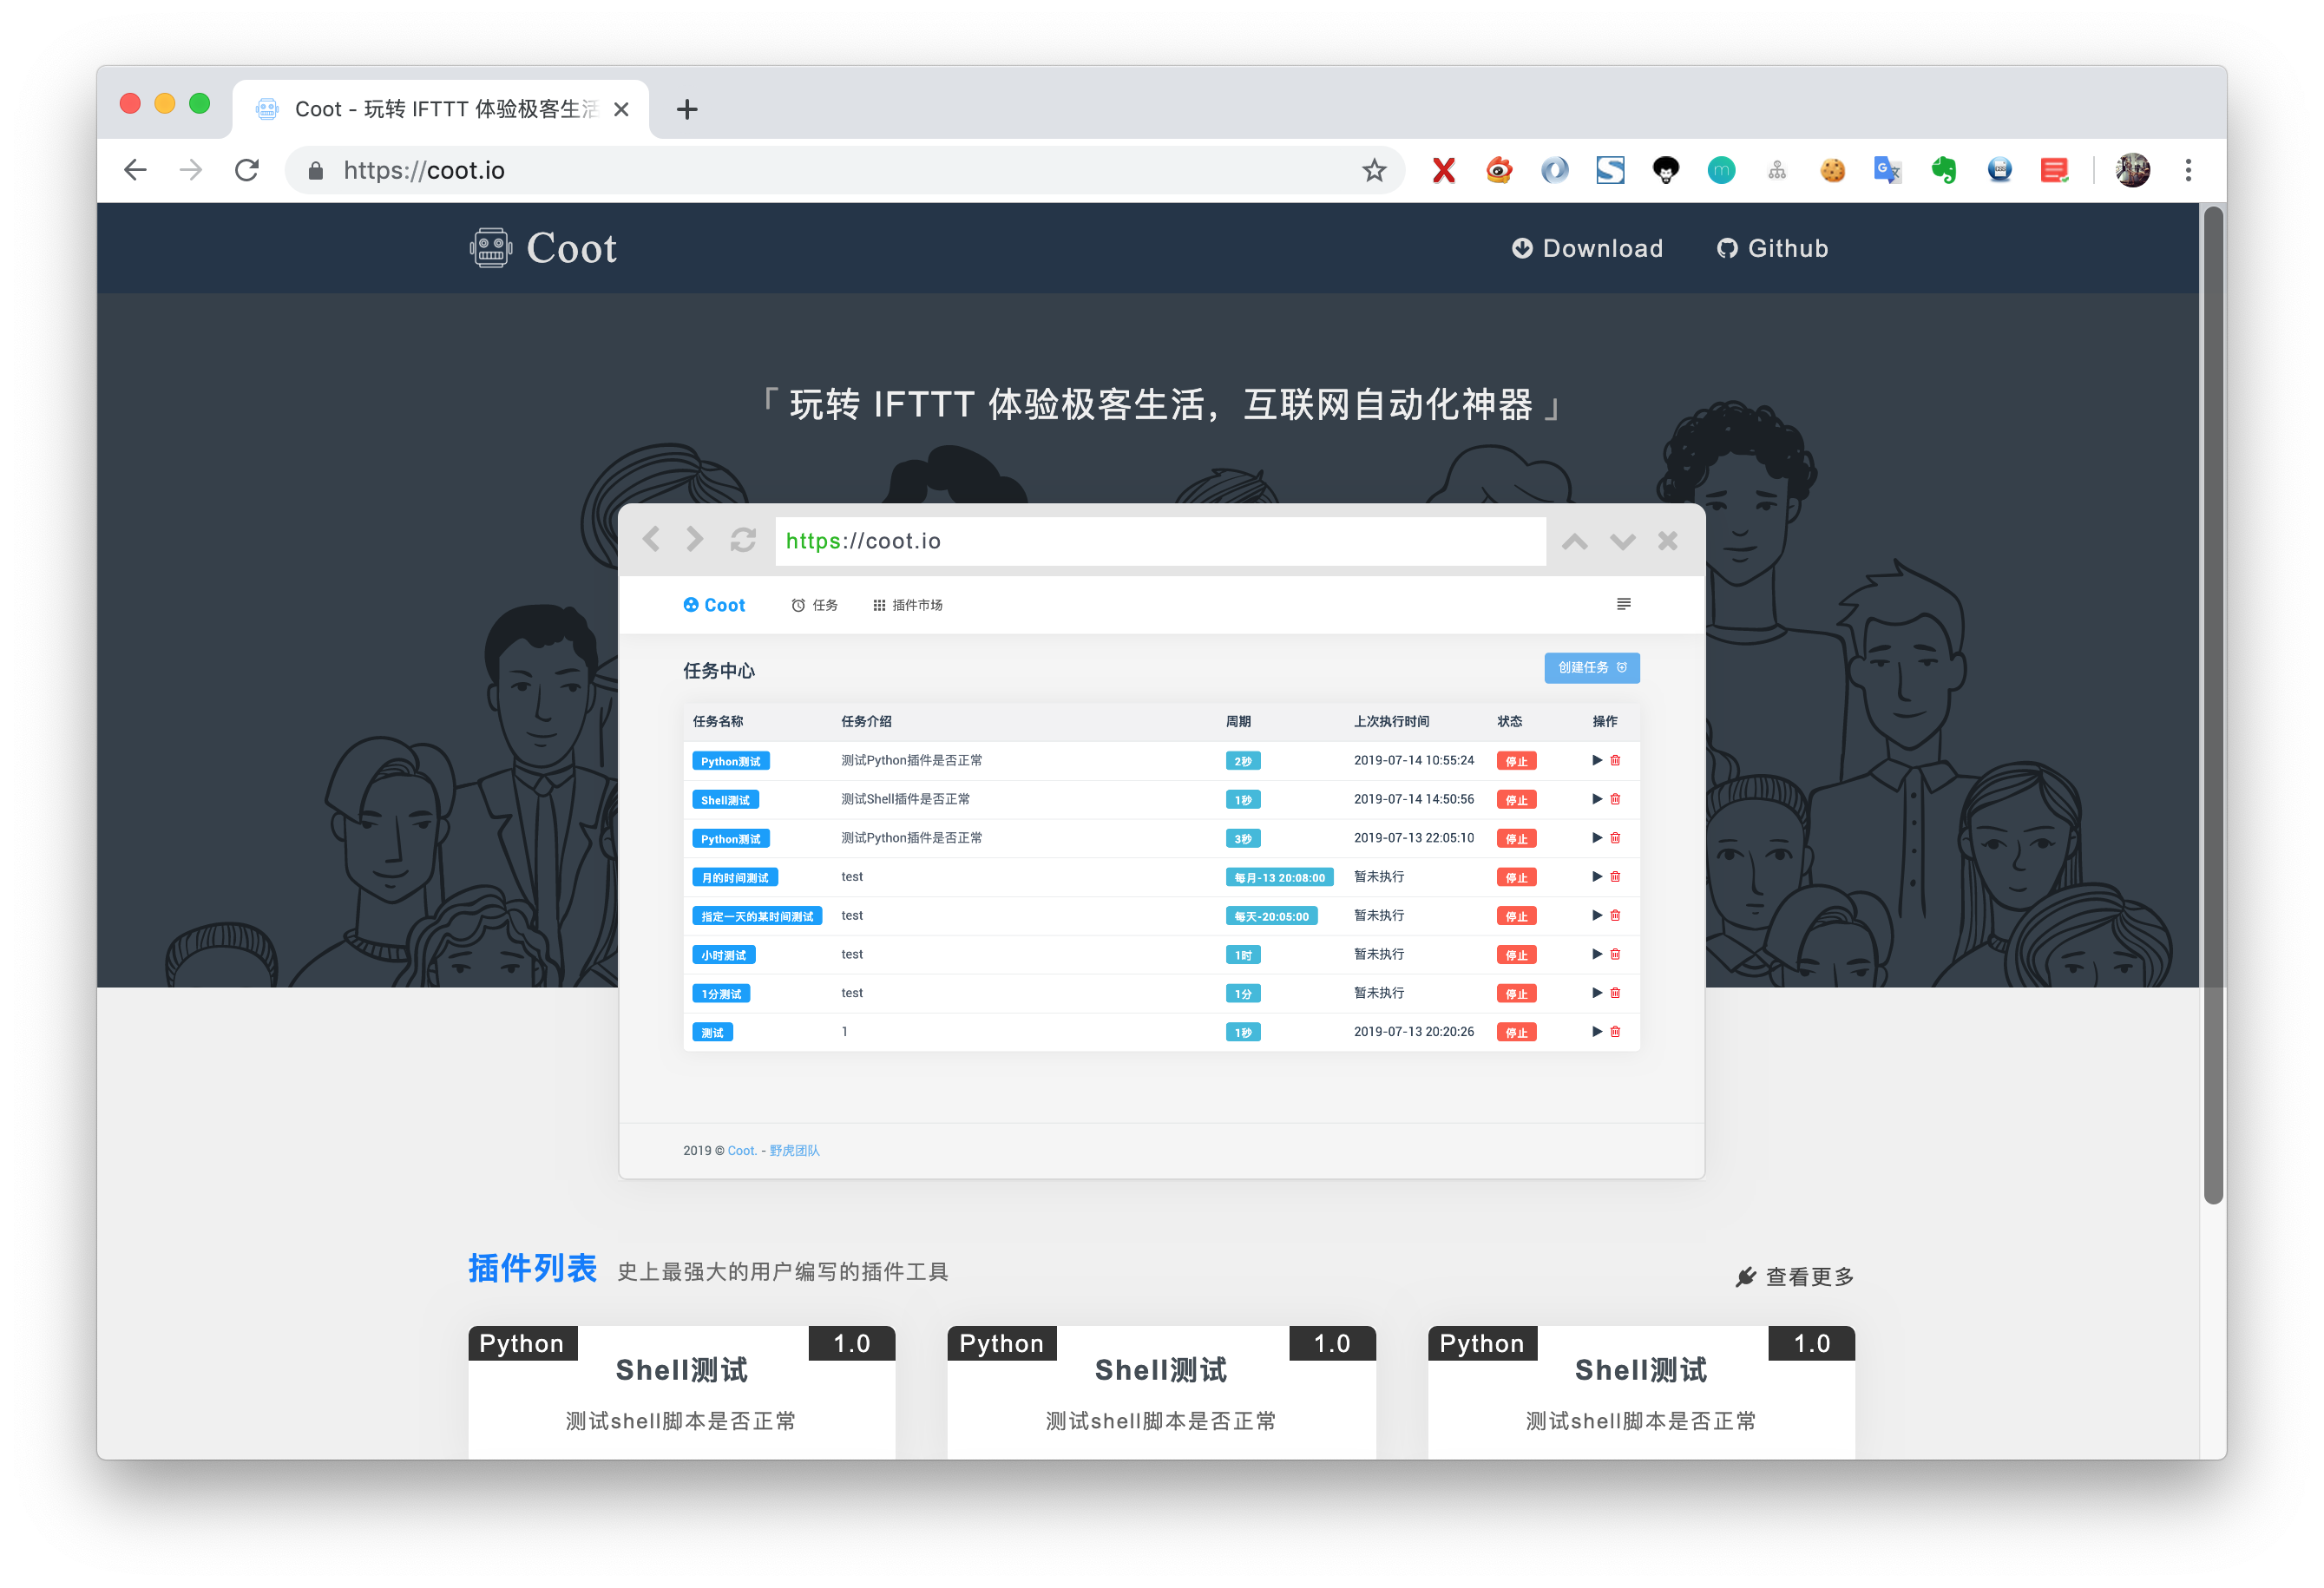 Coot - 玩转 IFTTT 体验极客生活
https://coot.io
Coot
Download
Github
「 玩转 IFTTT 体验极客生活，互联网自动化神器 」
https://coot.io
Coot 任务 插件市场
任务中心
创建任务
任务名称 任务介绍 周期 上次执行时间 状态 操作
Python测试 测试Python插件是否正常 2秒 2019-07-14 10:55:24 停止
Shell测试 测试Shell插件是否正常 1秒 2019-07-14 14:50:56 停止
Python测试 测试Python插件是否正常 3秒 2019-07-13 22:05:10 停止
月的时间测试 test 每月-13 20:08:00 暂未执行 停止
指定一天的某时间测试 test 每天-20:05:00 暂未执行 停止
小时测试 test 1时 暂未执行 停止
1分测试 test 1分 暂未执行 停止
测试 1 1秒 2019-07-13 20:20:26 停止
2019 © Coot. - 野虎团队
插件列表 史上最强大的用户编写的插件工具
查看更多
Python 1.0
Shell测试
测试shell脚本是否正常
Python 1.0
Shell测试
测试shell脚本是否正常
Python 1.0
Shell测试
测试shell脚本是否正常